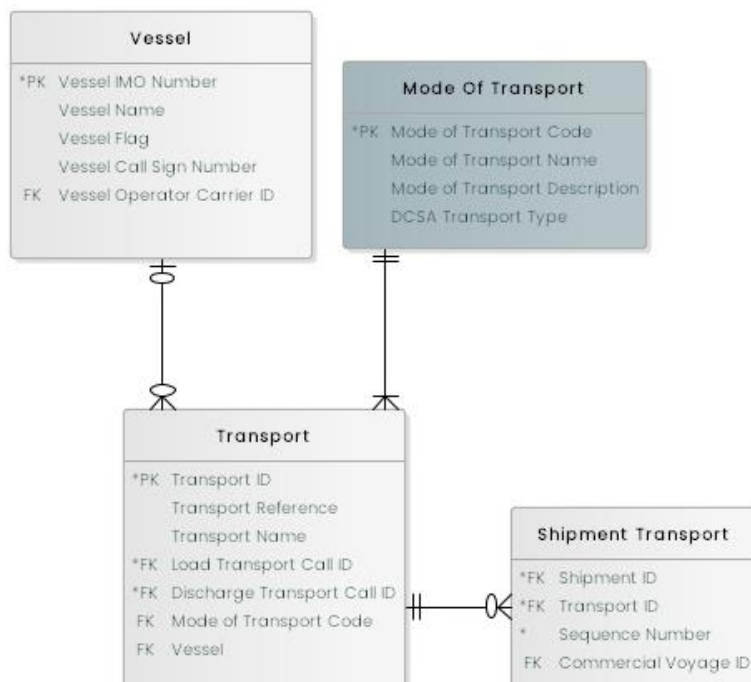 Vessel
*PK Vessel IMO Number
Vessel Name
Vessel Flag
Vessel Call Sign Number
FK Vessel Operator Carrier ID
Mode Of Transport
*PK Mode of Transport Code
Mode of Transport Name
Mode of Transport Description
DCSA Transport Type
Transport
*PK Transport ID
Transport Reference
Transport Name
*FK Load Transport Call ID
*FK Discharge Transport Call ID
FK Mode of Transport Code
FK Vessel
Shipment Transport
*FK Shipment ID
*FK Transport ID
* Sequence Number
FK Commercial Voyage ID